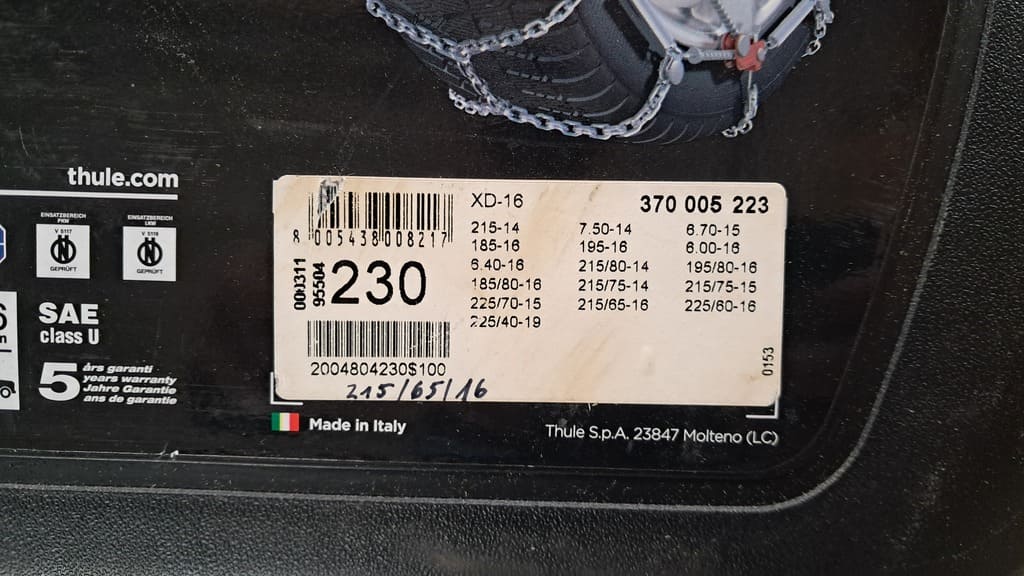 thule.com
EINSATZBEREICH
PKW
V 5117
GEPRÜFT
EINSATZBEREICH
LKW
V 5119
GEPRÜFT
SAE
class U
5 års garanti
years warranty
Jahre Garantie
ans de garantie
8 005438 008217
000311
95504
230
2004804230$100
215/65/16
XD-16
370 005 223
215-14 7.50-14 6.70-15
185-16 195-16 6.00-16
6.40-16 215/80-14 195/80-16
185/80-16 215/75-14 215/75-15
225/70-15 215/65-16 225/60-16
225/40-19
0153
Made in Italy
Thule S.p.A. 23847 Molteno (LC)